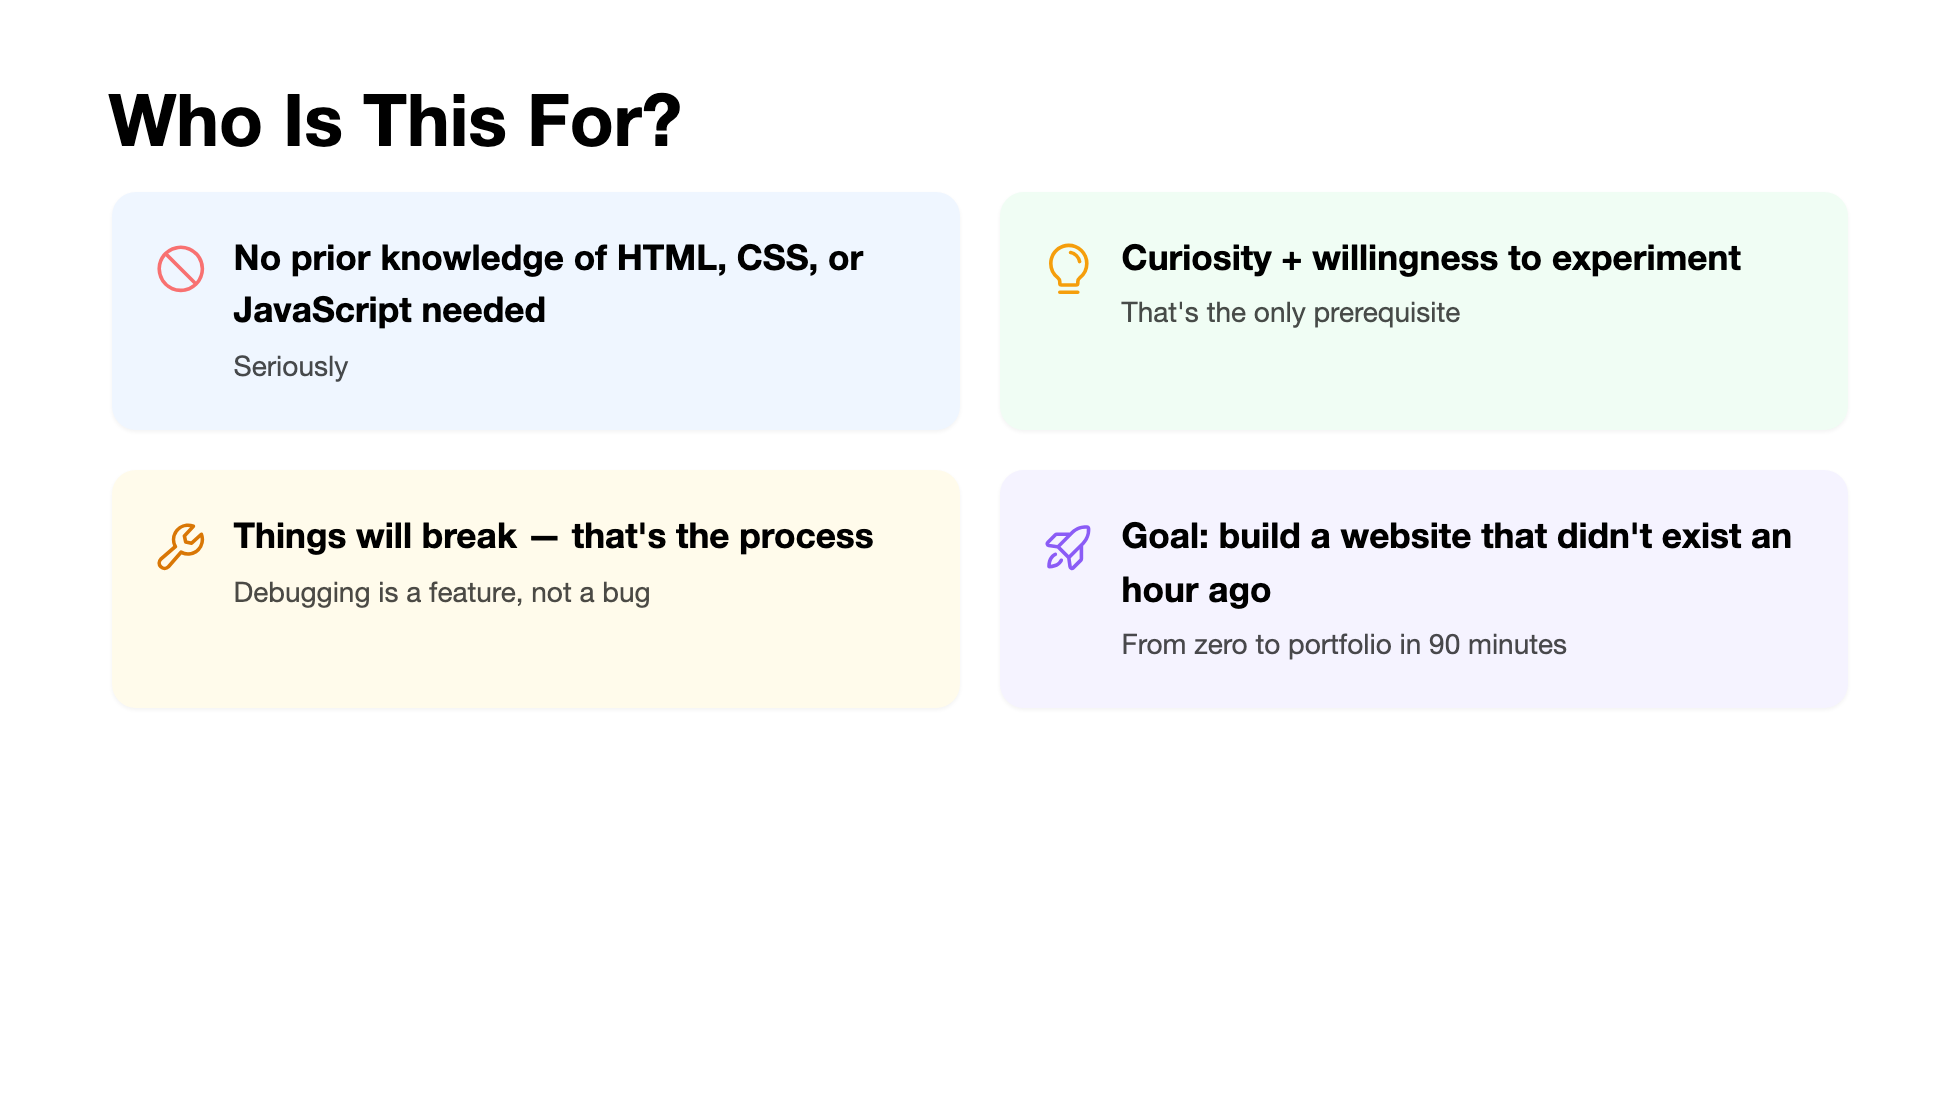 Who Is This For?
No prior knowledge of HTML, CSS, or
JavaScript needed
Seriously
Curiosity + willingness to experiment
That's the only prerequisite
Things will break — that's the process
Debugging is a feature, not a bug
Goal: build a website that didn't exist an
hour ago
From zero to portfolio in 90 minutes